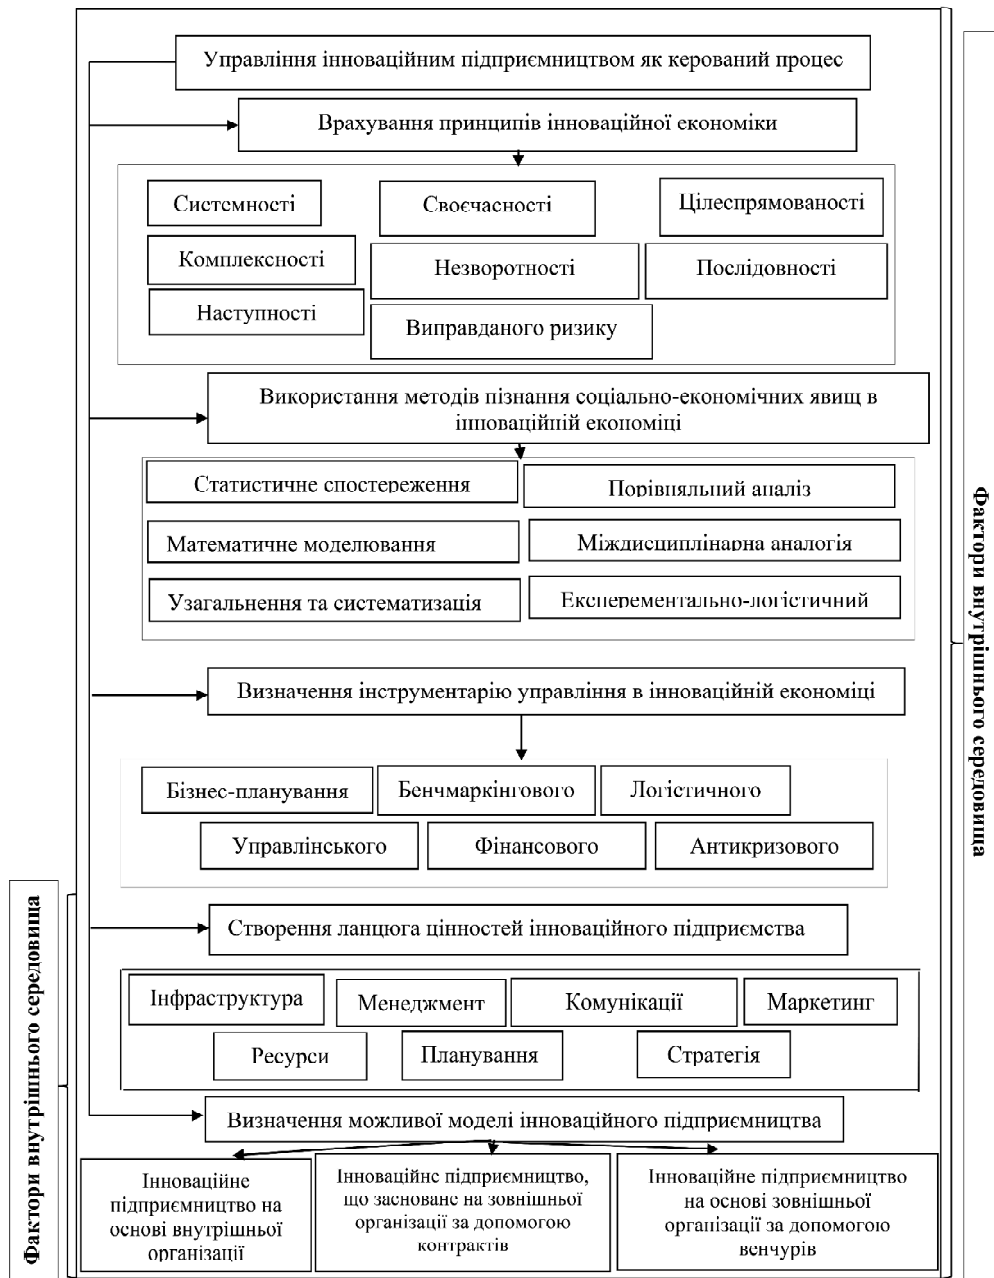 Управління інноваційним підприємництвом як керований процес
Врахування принципів інноваційної економіки
Системності
Своєчасності
Цілеспрямованості
Комплексності
Незворотності
Послідовності
Наступності
Виправданого ризику
Використання методів пізнання соціально-економічних явищ в
інноваційній економіці
Статистичне спостереження
Порівняльний аналіз
Математичне моделювання
Міждисциплінарна аналогія
Узагальнення та систематизація
Експерементально-логістичний
Визначення інструментарію управління в інноваційній економіці
Бізнес-планування
Бенчмаркінгового
Логістичного
Управлінського
Фінансового
Антикризового
Створення ланцюга цінностей інноваційного підприємства
Інфраструктура
Менеджмент
Комунікації
Маркетинг
Ресурси
Планування
Стратегія
Визначення можливої моделі інноваційного підприємництва
Інноваційне
підприємництво на
основі внутрішньої
організації
Інноваційне підприємництво,
що засноване на зовнішньої
організації за допомогою
контрактів
Інноваційне підприємництво
на основі зовнішньої
організації за допомогою
венчурів
Фактори внутрішнього середовища
Фактори внутрішнього середовища